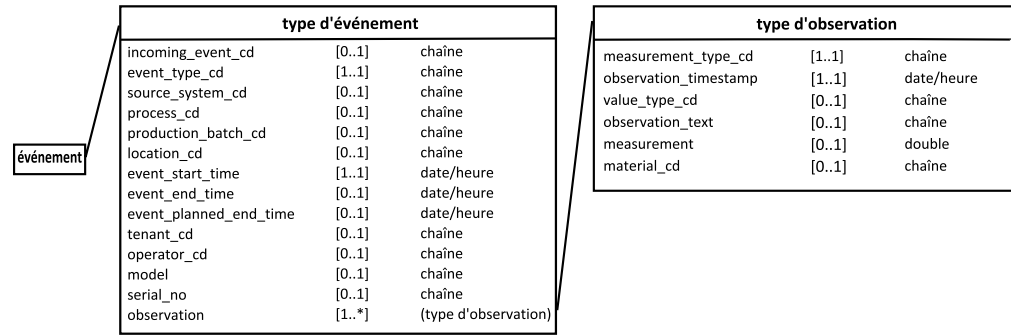 événement
type d'événement
incoming_event_cd [0..1] chaîne
event_type_cd [1..1] chaîne
source_system_cd [0..1] chaîne
process_cd [0..1] chaîne
production_batch_cd [0..1] chaîne
location_cd [0..1] chaîne
event_start_time [1..1] date/heure
event_end_time [0..1] date/heure
event_planned_end_time [0..1] date/heure
tenant_cd [0..1] chaîne
operator_cd [0..1] chaîne
model [0..1] chaîne
serial_no [0..1] chaîne
observation [1..*] (type d'observation)
type d'observation
measurement_type_cd [1..1] chaîne
observation_timestamp [1..1] date/heure
value_type_cd [0..1] chaîne
observation_text [0..1] chaîne
measurement [0..1] double
material_cd [0..1] chaîne